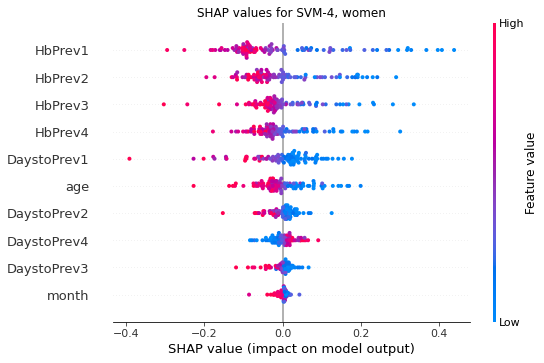 SHAP values for SVM-4, women
High
HbPrev1
HbPrev2
HbPrev3
HbPrev4
DaystoPrev1
age
DaystoPrev2
DaystoPrev4
DaystoPrev3
month
Feature value
Low
−0.4 −0.2 0.0 0.2 0.4
SHAP value (impact on model output)